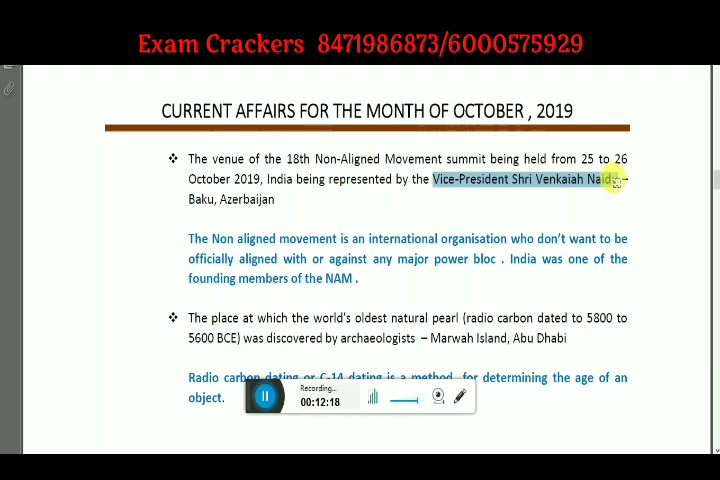 Exam Crackers 8471986873/6000575929
CURRENT AFFAIRS FOR THE MONTH OF OCTOBER , 2019
❖ The venue of the 18th Non-Aligned Movement summit being held from 25 to 26
October 2019, India being represented by the Vice-President Shri Venkaiah Naidu –
Baku, Azerbaijan
The Non aligned movement is an international organisation who don't want to be
officially aligned with or against any major power bloc . India was one of the
founding members of the NAM .
❖ The place at which the world's oldest natural pearl (radio carbon dated to 5800 to
5600 BCE) was discovered by archaeologists – Marwah Island, Abu Dhabi
Radio carbon dating or C-14 dating is a method for determining the age of an
object.
Recording...
00:12:18